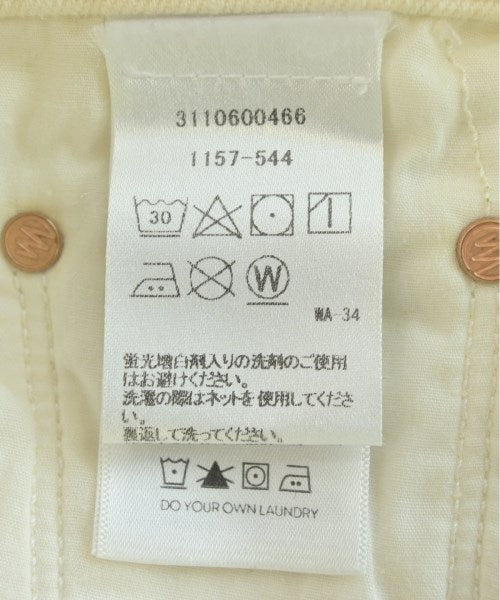 3110600466
1157-544
30
W
WA-34
蛍光増白剤入りの洗剤のご使用
はお避けください。
洗濯の際はネットを使用してくださ
い。
裏返して洗ってください。
DO YOUR OWN LAUNDRY